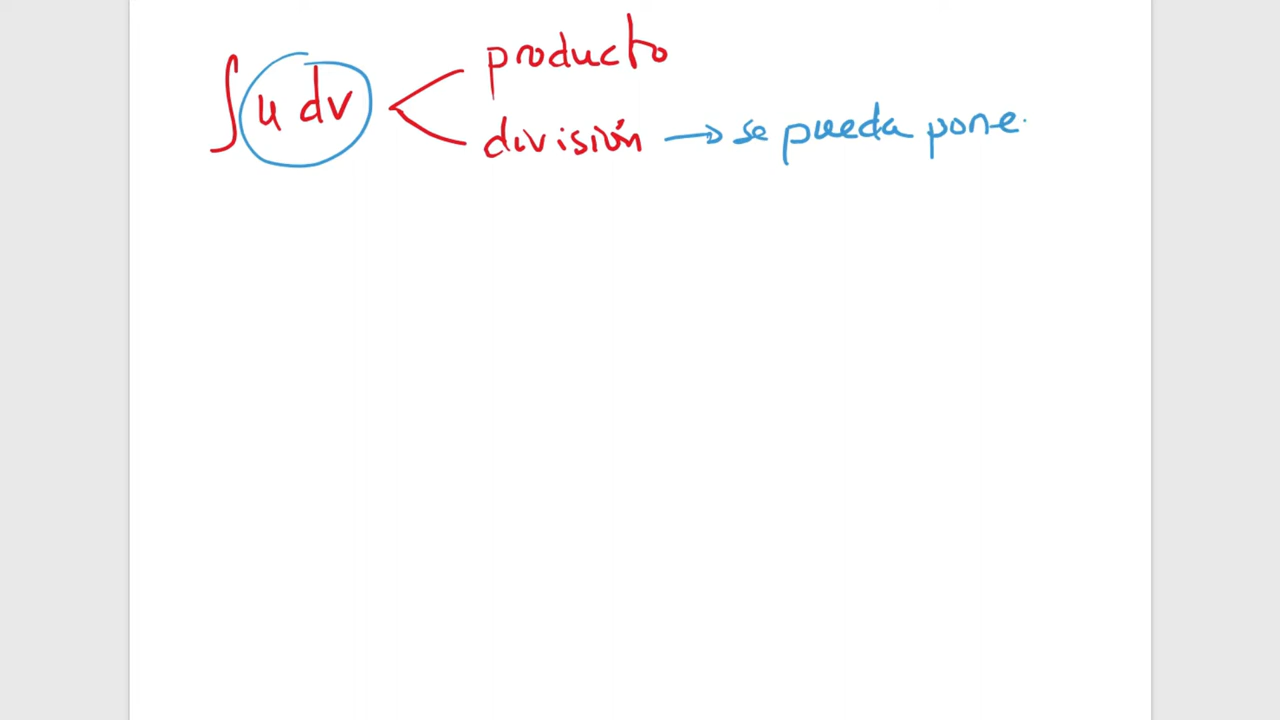 ∫ u dv < producto
división → se pueda pone